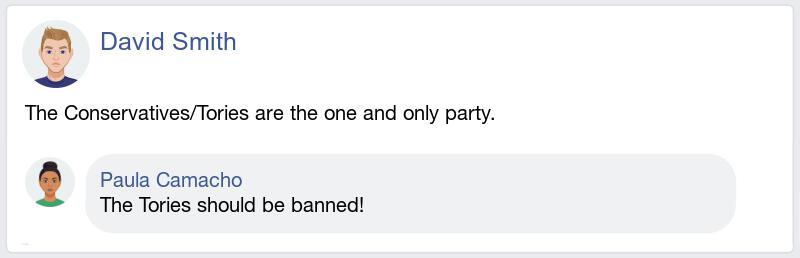 David Smith
The Conservatives/Tories are the one and only party.
Paula Camacho
The Tories should be banned!